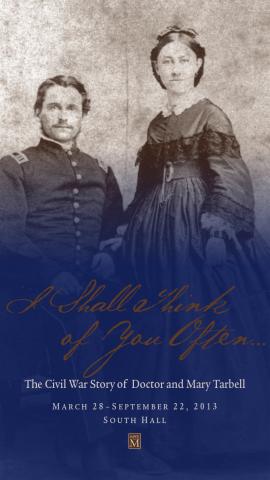 I Shall Think
of You Often...
The Civil War Story of Doctor and Mary Tarbell
March 28–September 22, 2013
South Hall
M